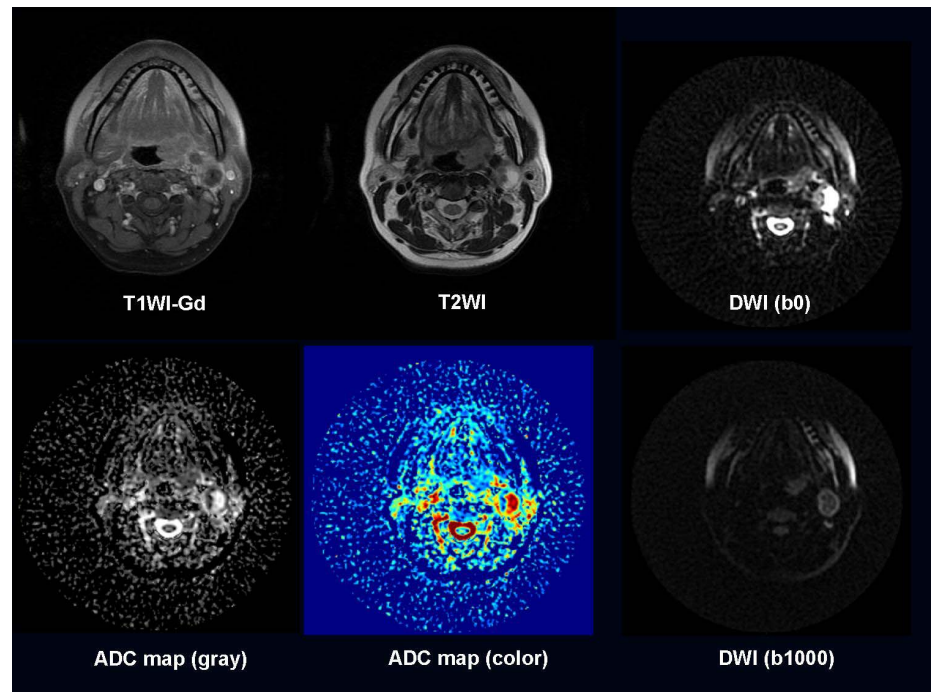 T1WI-Gd
T2WI
DWI (b0)
ADC map (gray)
ADC map (color)
DWI (b1000)